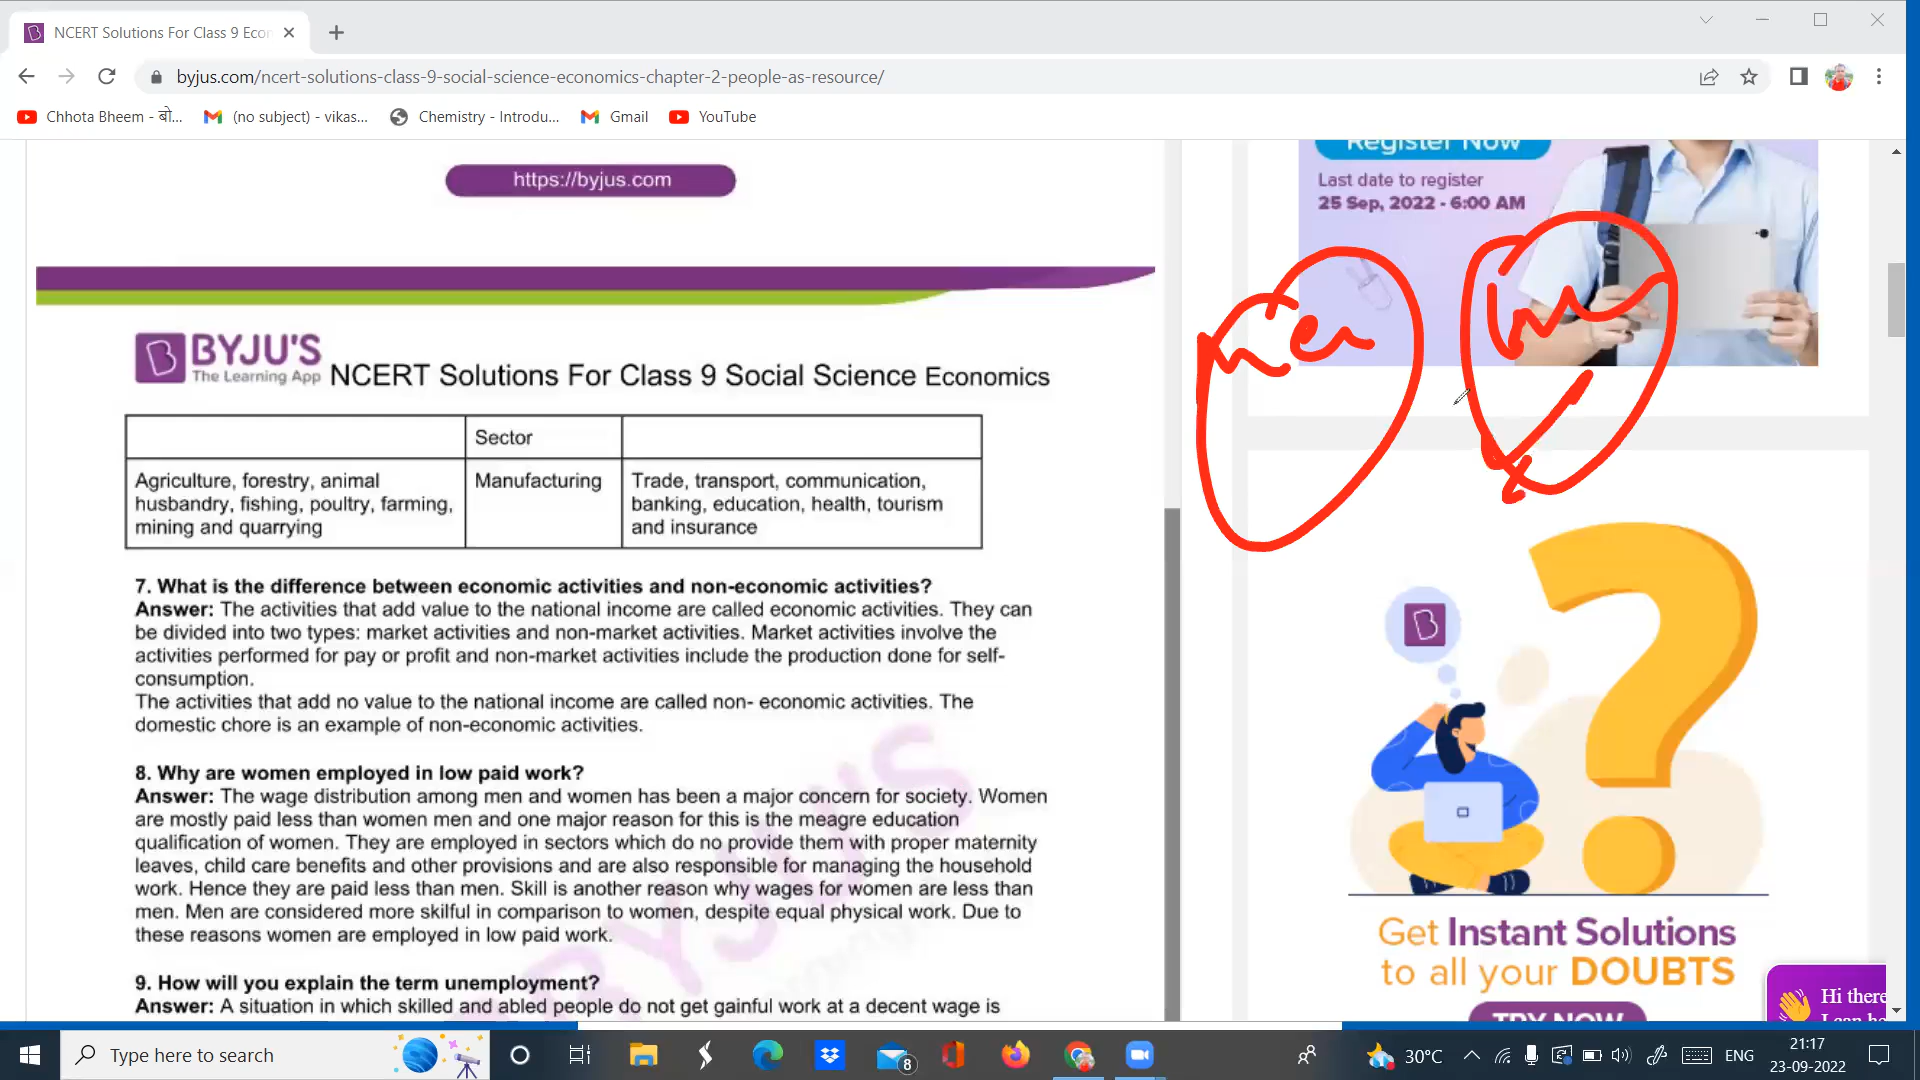 NCERT Solutions For Class 9 Econ
byjus.com/ncert-solutions-class-9-social-science-economics-chapter-2-people-as-resource/
Chhota Bheem - बो...
(no subject) - vikas...
Chemistry - Introdu...
Gmail
YouTube
https://byjus.com
BYJU'S
The Learning App
NCERT Solutions For Class 9 Social Science Economics
Sector
Agriculture, forestry, animal
husbandry, fishing, poultry, farming,
mining and quarrying
Manufacturing
Trade, transport, communication,
banking, education, health, tourism
and insurance
7. What is the difference between economic activities and non-economic activities?
Answer: The activities that add value to the national income are called economic activities. They can
be divided into two types: market activities and non-market activities. Market activities involve the
activities performed for pay or profit and non-market activities include the production done for self-
consumption.
The activities that add no value to the national income are called non- economic activities. The
domestic chore is an example of non-economic activities.
8. Why are women employed in low paid work?
Answer: The wage distribution among men and women has been a major concern for society. Women
are mostly paid less than women men and one major reason for this is the meagre education
qualification of women. They are employed in sectors which do no provide them with proper maternity
leaves, child care benefits and other provisions and are also responsible for managing the household
work. Hence they are paid less than men. Skill is another reason why wages for women are less than
men. Men are considered more skilful in comparison to women, despite equal physical work. Due to
these reasons women are employed in low paid work.
9. How will you explain the term unemployment?
Answer: A situation in which skilled and abled people do not get gainful work at a decent wage is
BYJU'S
Register Now
Last date to register
25 Sep, 2022 - 6:00 AM
men
Get Instant Solutions
to all your DOUBTS
TRY NOW
Hi there
I can he
Type here to search
8
30°C
ENG
21:17
23-09-2022